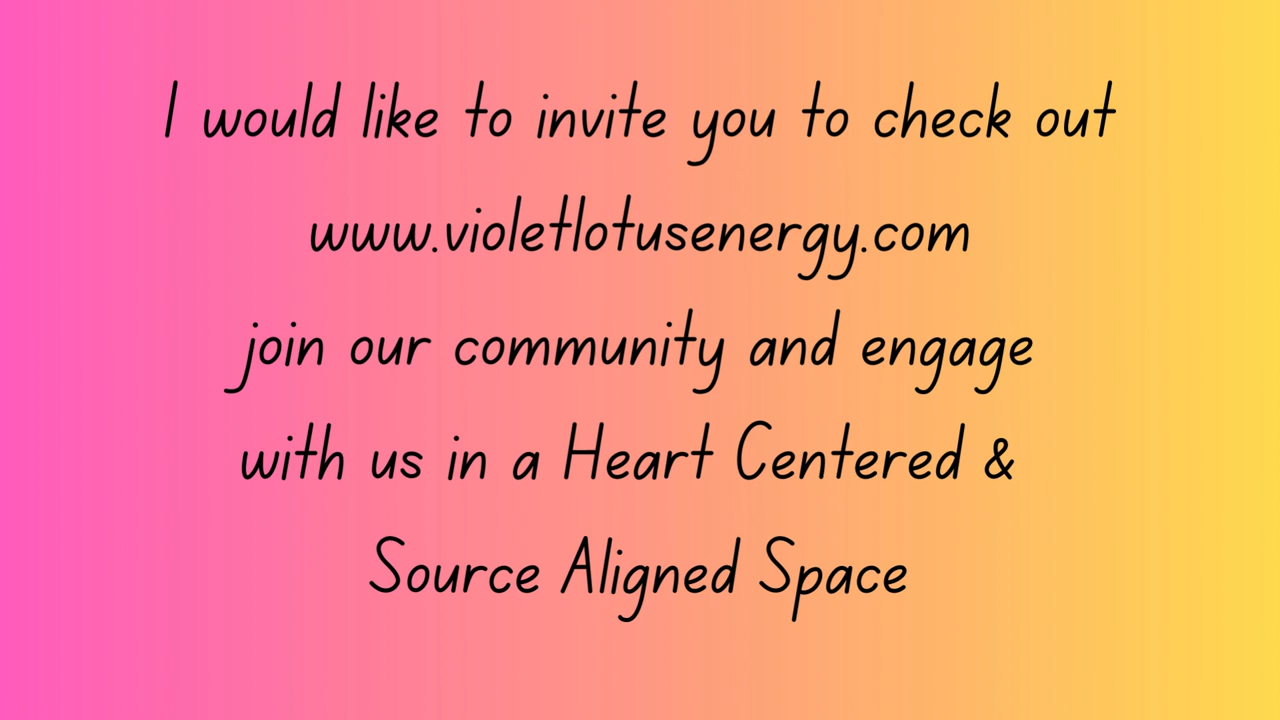 I would like to invite you to check out
www.violetlotusenergy.com
join our community and engage
with us in a Heart Centered &
Source Aligned Space